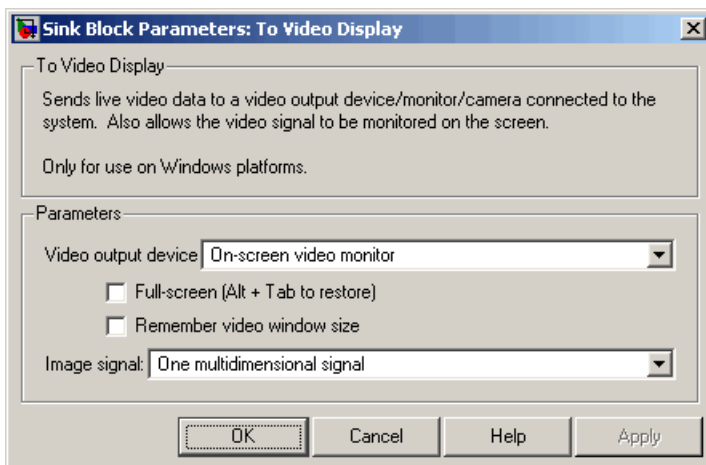 Sink Block Parameters: To Video Display
To Video Display
Sends live video data to a video output device/monitor/camera connected to the
system.  Also allows the video signal to be monitored on the screen.
Only for use on Windows platforms.
Parameters
Video output device On-screen video monitor
Full-screen (Alt + Tab to restore)
Remember video window size
Image signal: One multidimensional signal
OK Cancel Help Apply